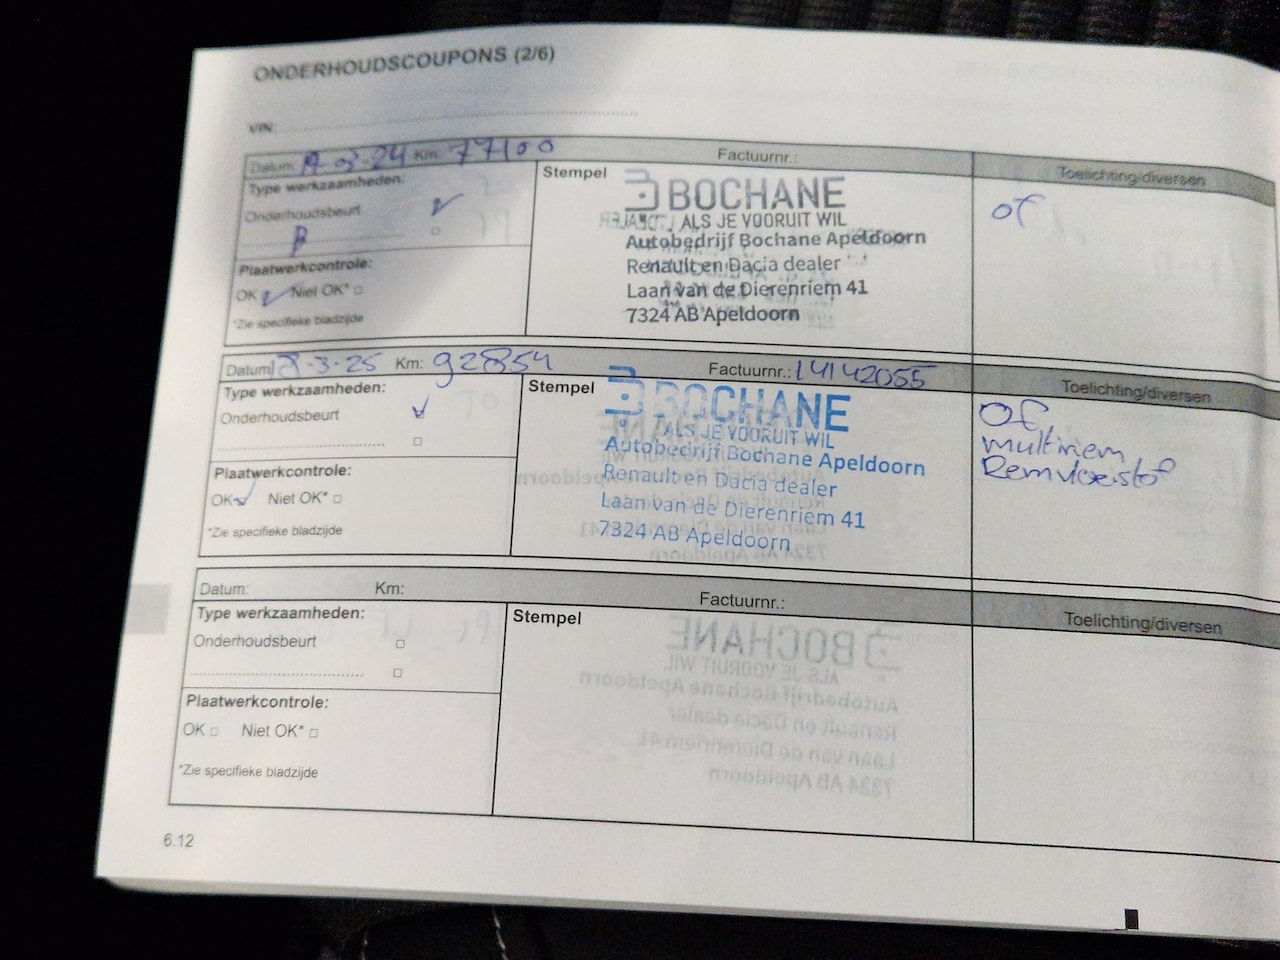 ONDERHOUDSCOUPONS (2/6)
VIN:
Datum: 19-03-24 Km: 77100 Factuurnr.: Toelichting/diversen
Type werkzaamheden:
Onderhoudsbeurt
B
Plaatwerkcontrole:
OK Niet OK*
*Zie specifieke bladzijde
Stempel
BOCHANE
ALS JE VOORUIT WIL
Autobedrijf Bochane Apeldoorn
Renault en Dacia dealer
Laan van de Dierenriem 41
7324 AB Apeldoorn
OF
Datum: 18-3-25 Km: 92854 Factuurnr.: 14142055 Toelichting/diversen
Type werkzaamheden:
Onderhoudsbeurt
Plaatwerkcontrole:
OK Niet OK*
*Zie specifieke bladzijde
Stempel
BOCHANE
ALS JE VOORUIT WIL
Autobedrijf Bochane Apeldoorn
Renault en Dacia dealer
Laan van de Dierenriem 41
7324 AB Apeldoorn
OF
multiriem
Remvloeistof
Datum: Km: Factuurnr.: Toelichting/diversen
Type werkzaamheden:
Onderhoudsbeurt
Plaatwerkcontrole:
OK Niet OK*
*Zie specifieke bladzijde
Stempel
6.12